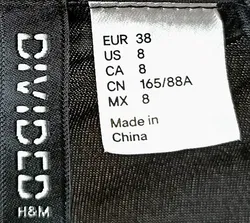 DIVIDED
H&M
EUR 38
US 8
CA 8
CN 165/88A
MX 8
Made in
China